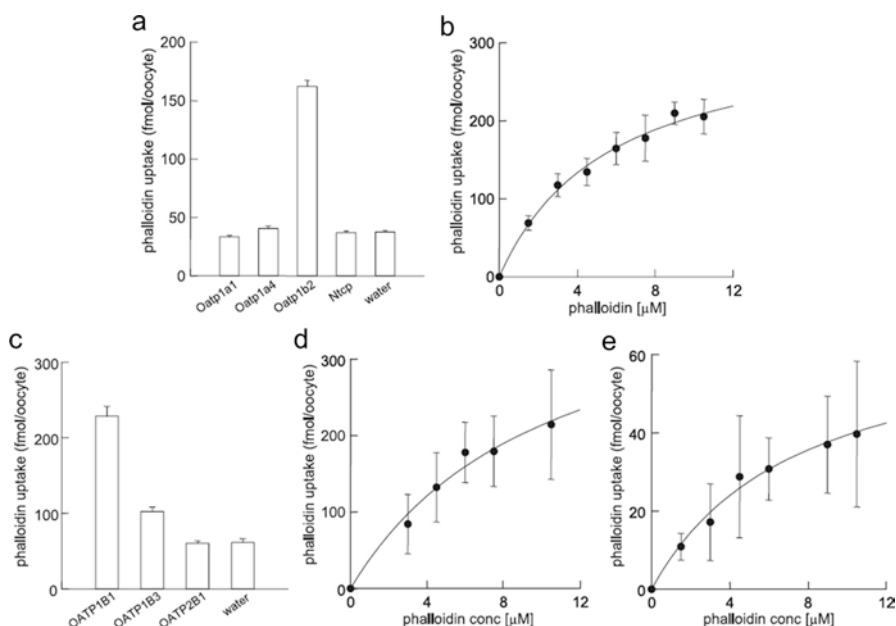 a
phalloidin uptake (fmol/oocyte)
200
150
100
50
0
Oatp1a1
Oatp1a4
Oatp1b2
Ntcp
water
b
phalloidin uptake (fmol/oocyte)
300
200
100
0
0 4 8 12
phalloidin [µM]
c
phalloidin uptake (fmol/oocyte)
300
200
100
0
OATP1B1
OATP1B3
OATP2B1
water
d
phalloidin uptake (fmol/oocyte)
300
200
100
0
0 4 8 12
phalloidin conc [µM]
e
phalloidin uptake (fmol/oocyte)
60
40
20
0
0 4 8 12
phalloidin conc [µM]